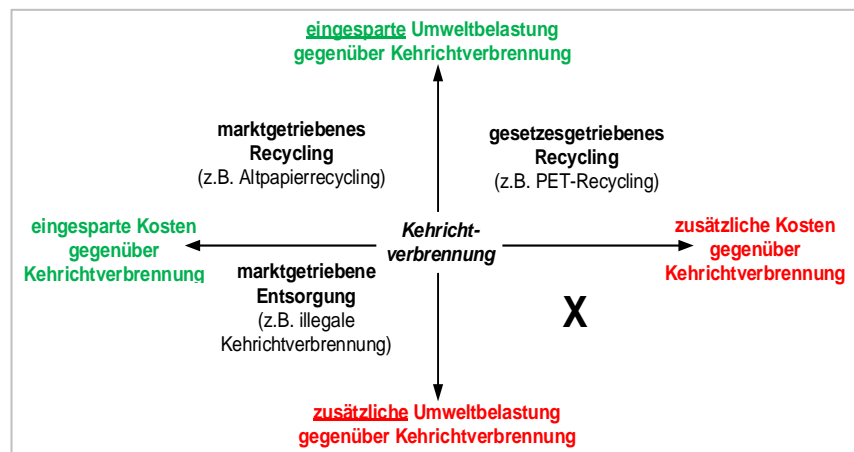 eingesparte Umweltbelastung
gegenüber Kehrichtverbrennung
marktgetriebenes
Recycling
(z.B. Altpapierrecycling)
gesetzesgetriebenes
Recycling
(z.B. PET-Recycling)
eingesparte Kosten
gegenüber
Kehrichtverbrennung
Kehricht-
verbrennung
zusätzliche Kosten
gegenüber
Kehrichtverbrennung
marktgetriebene
Entsorgung
(z.B. illegale
Kehrichtverbrennung)
X
zusätzliche Umweltbelastung
gegenüber Kehrichtverbrennung